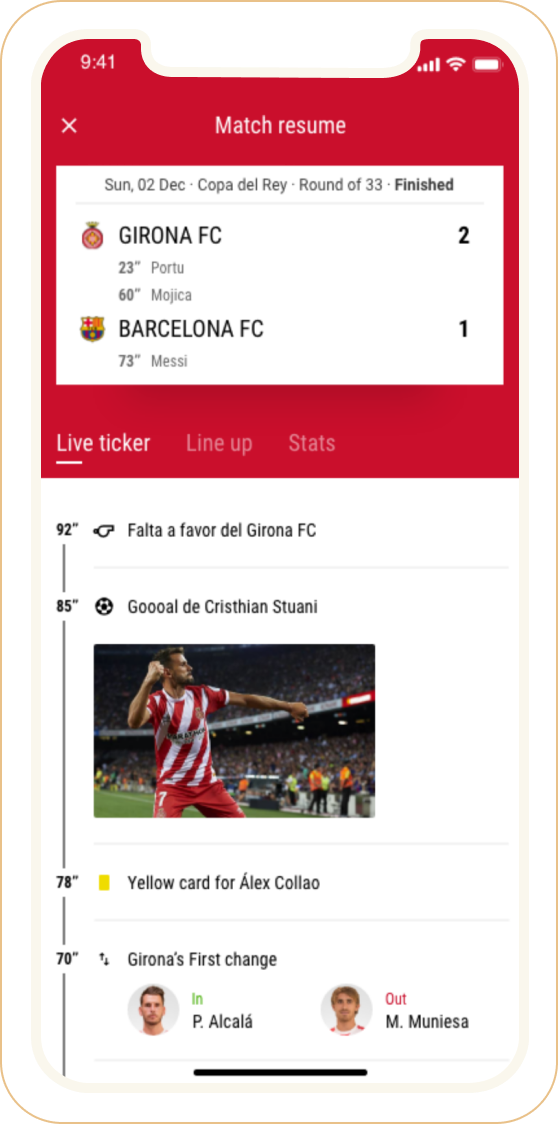 9:41
Match resume
Sun, 02 Dec · Copa del Rey · Round of 33 · Finished
GIRONA FC 2
23” Portu
60” Mojica
BARCELONA FC 1
73” Messi
Live ticker Line up Stats
92” Falta a favor del Girona FC
85” Goooal de Cristhian Stuani
MARATHON
7
78” Yellow card for Álex Collao
70” Girona’s First change
In Out
P. Alcalá M. Muniesa